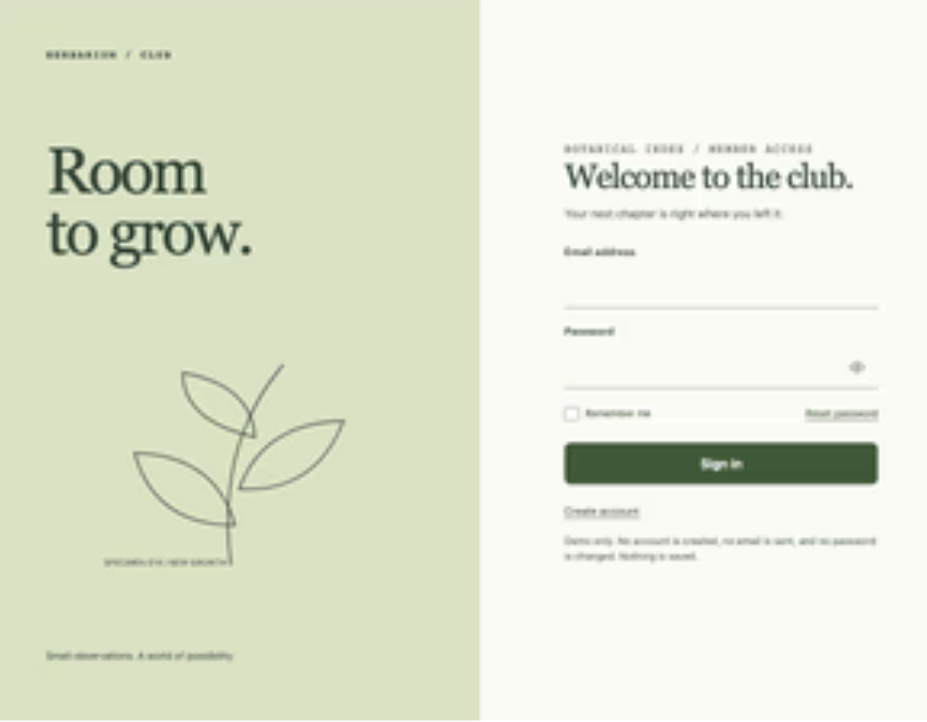 HERBARIUM / CLUB
Room
to grow.
SPECIMEN 014 / NEW GROWTH
Small observations. A world of possibility.
BOTANICAL INDEX / MEMBER ACCESS
Welcome to the club.
Your next chapter is right where you left it.
Email address
Password
Remember me
Reset password
Sign in
Create account
Demo only. No account is created, no email is sent, and no password
is changed. Nothing is saved.